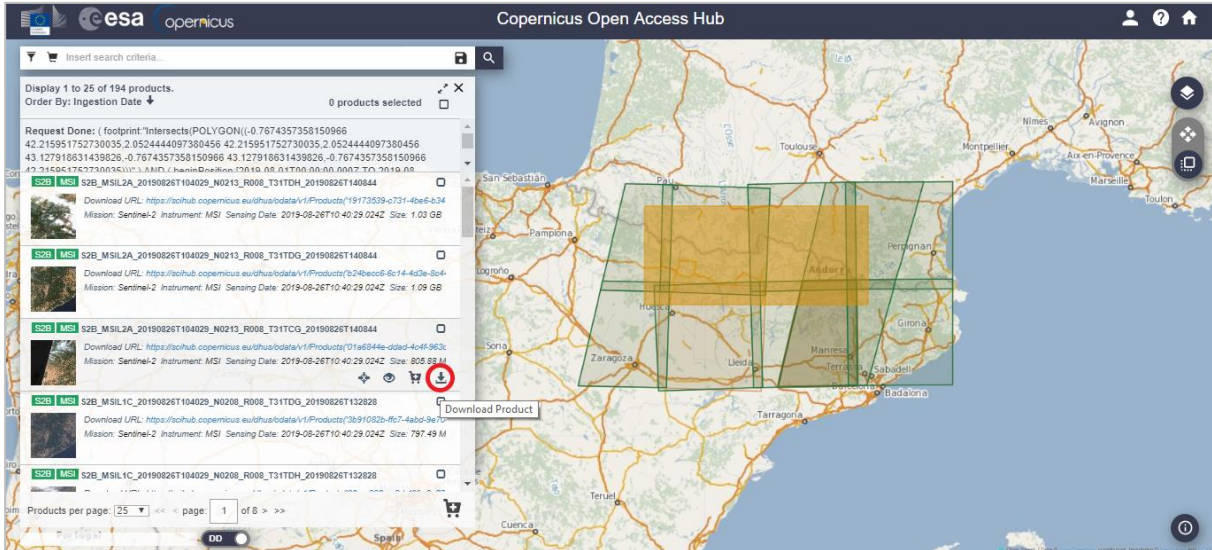 esa
opernicus
Copernicus Open Access Hub
Insert search criteria...
Display 1 to 25 of 194 products.
Order By: Ingestion Date
0 products selected
Request Done: ( footprint:"Intersects(POLYGON((-0.7674357358150966
42.215951752730035,2.0524444097380456 42.215951752730035,2.0524444097380456
43.127918631439826,-0.7674357358150966 43.127918631439826,-0.7674357358150966
S2B MSI S2B_MSIL2A_20190826T104029_N0213_R008_T31TDH_20190826T140844
Download URL: https://scihub.copernicus.eu/dhus/odata/v1/Products('19173539-c731-4be6-b34
Mission: Sentinel-2 Instrument: MSI Sensing Date: 2019-08-26T10:40:29.024Z Size: 1.03 GB
S2B MSI S2B_MSIL2A_20190826T104029_N0213_R008_T31TDG_20190826T140844
Download URL: https://scihub.copernicus.eu/dhus/odata/v1/Products('b24becc6-6c14-4d3e-8c4
Mission: Sentinel-2 Instrument: MSI Sensing Date: 2019-08-26T10:40:29.024Z Size: 1.09 GB
S2B MSI S2B_MSIL2A_20190826T104029_N0213_R008_T31TCG_20190826T140844
Download URL: https://scihub.copernicus.eu/dhus/odata/v1/Products('01a6844e-ddad-4c4f-963c
Mission: Sentinel-2 Instrument: MSI Sensing Date: 2019-08-26T10:40:29.024Z Size: 805.88 M
Download Product
S2B MSI S2B_MSIL1C_20190826T104029_N0208_R008_T31TDG_20190826T132828
Download URL: https://scihub.copernicus.eu/dhus/odata/v1/Products('3b91082b-ffc7-4abd-9e70
Mission: Sentinel-2 Instrument: MSI Sensing Date: 2019-08-26T10:40:29.024Z Size: 797.49 M
S2B MSI S2B_MSIL1C_20190826T104029_N0208_R008_T31TDH_20190826T132828
Products per page: 25 << < page: 1 of 8 > >>
DD
Toulouse
Nîmes
Avignon
Montpellier
Aix-en-Provence
Marseille
Toulon
San Sebastián
Pau
Pamplona
Perpignan
Logroño
Andorra
Huesca
Girona
Soria
Zaragoza
Lleida
Manresa
Terrassa
Sabadell
Barcelona
Badalona
Tarragona
Teruel
Cuenca
Spain
Portugal